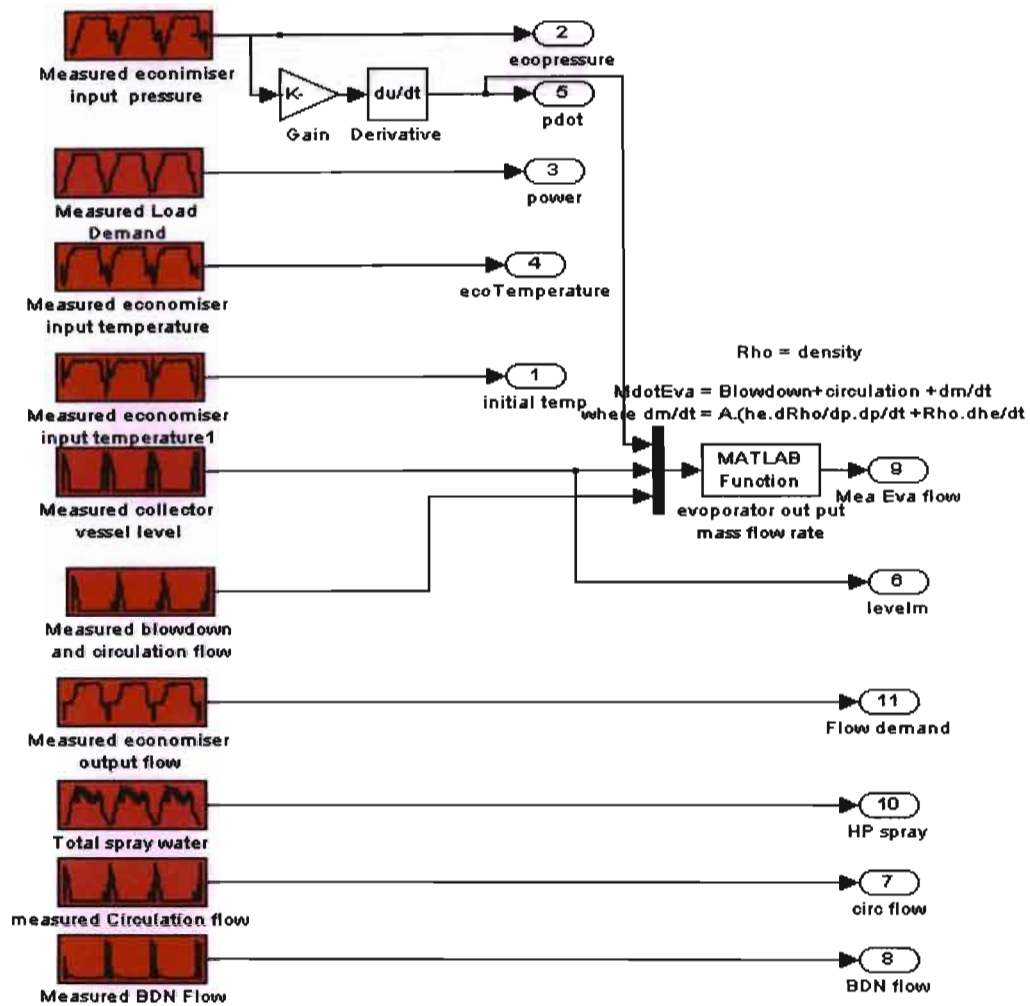 Measured econimiser
input pressure
K-
Gain
du/dt
Derivative
2
ecopressure
5
pdot
Measured Load
Demand
3
power
Measured economiser
input temperature
4
ecoTemperature
Measured economiser
input temperature1
1
initial temp
Rho = density
MdotEva = Blowdown+circulation +dm/dt
where dm/dt = A.(he.dRho/dp.dp/dt +Rho.dhe/dt
Measured collector
vessel level
MATLAB
Function
evoporator out put
mass flow rate
9
Mea Eva flow
Measured blowdown
and circulation flow
6
levelm
Measured economiser
output flow
11
Flow demand
Total spray water
10
HP spray
measured Circulation flow
7
circ flow
Measured BDN Flow
8
BDN flow